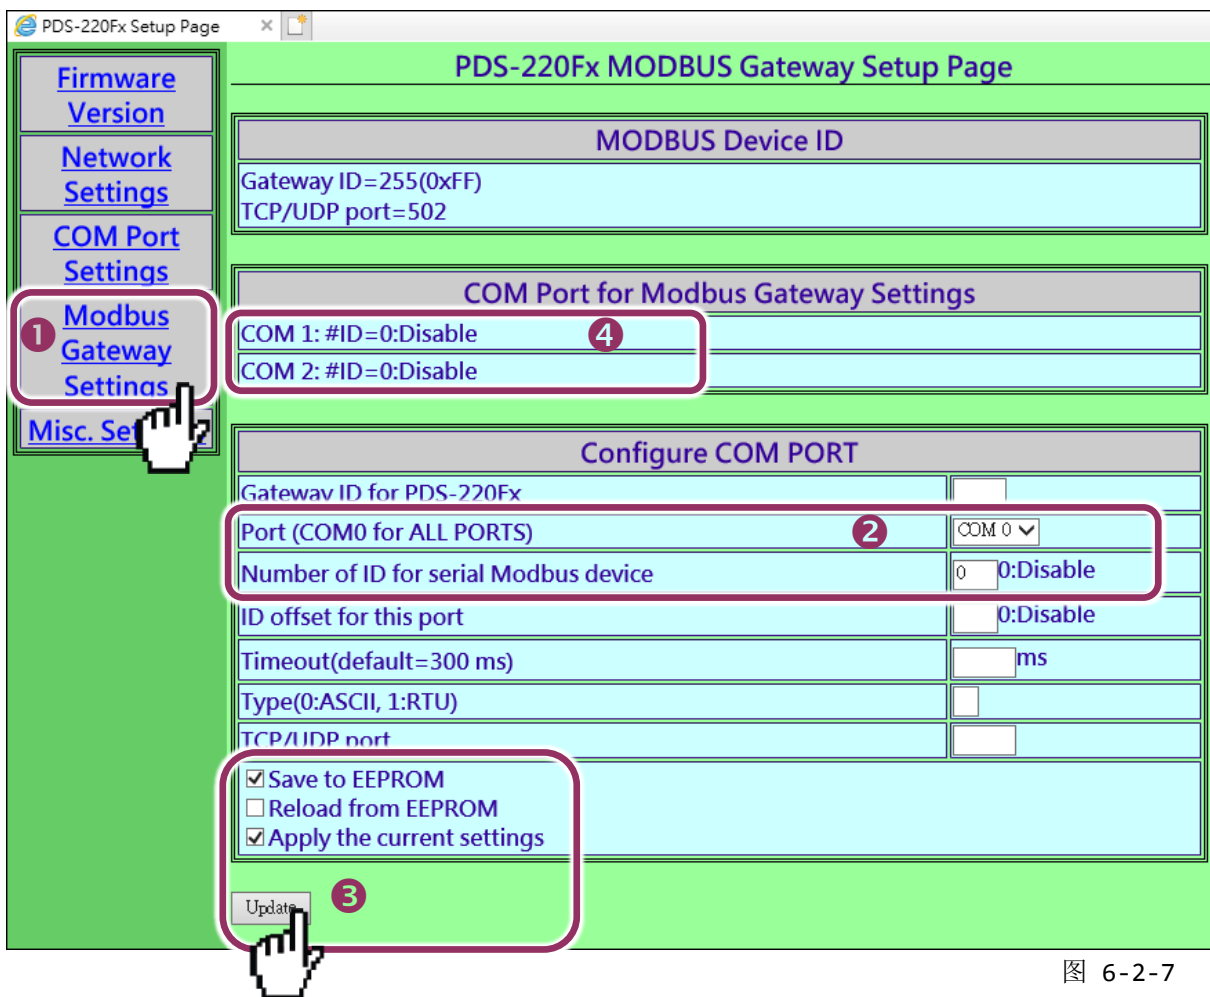 PDS-220Fx Setup Page
PDS-220Fx MODBUS Gateway Setup Page
Firmware
Version
Network
Settings
COM Port
Settings
❶
Modbus
Gateway
Settings
Misc. Se
MODBUS Device ID
Gateway ID=255(0xFF)
TCP/UDP port=502
COM Port for Modbus Gateway Settings
COM 1: #ID=0:Disable ❹
COM 2: #ID=0:Disable
Configure COM PORT
Gateway ID for PDS-220Fx
Port (COM0 for ALL PORTS) ❷ COM 0
Number of ID for serial Modbus device 0 0:Disable
ID offset for this port 0:Disable
Timeout(default=300 ms) ms
Type(0:ASCII, 1:RTU)
TCP/UDP port
Save to EEPROM
Reload from EEPROM
Apply the current settings
Update ❸
图 6-2-7